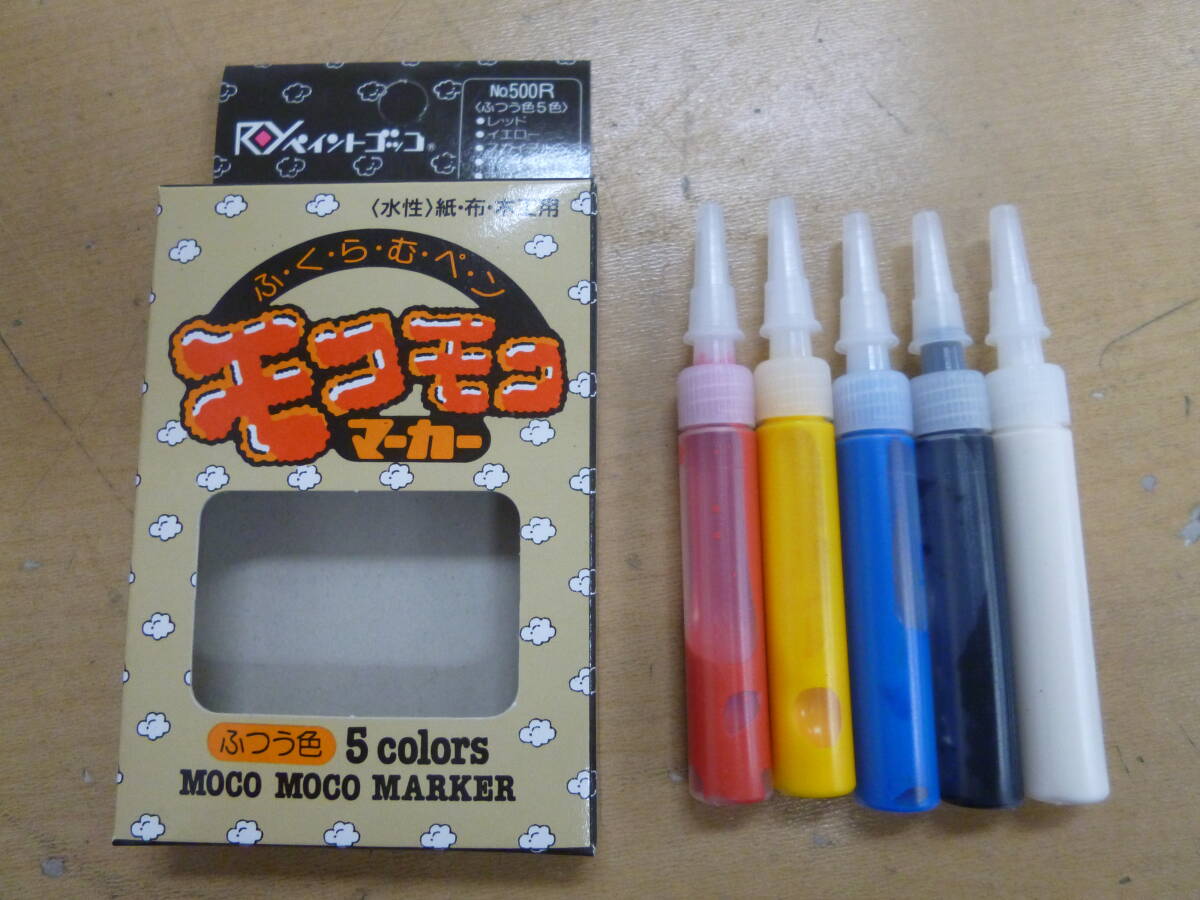 No500R
〈ふつう色5色〉
●レッド
●イエロー
ROY ペイントゴッコ®
〈水性〉紙・布・木工用
ふ・く・ら・む・ペ・ン
モコモコ
マーカー
ふつう色 5 colors
MOCO MOCO MARKER